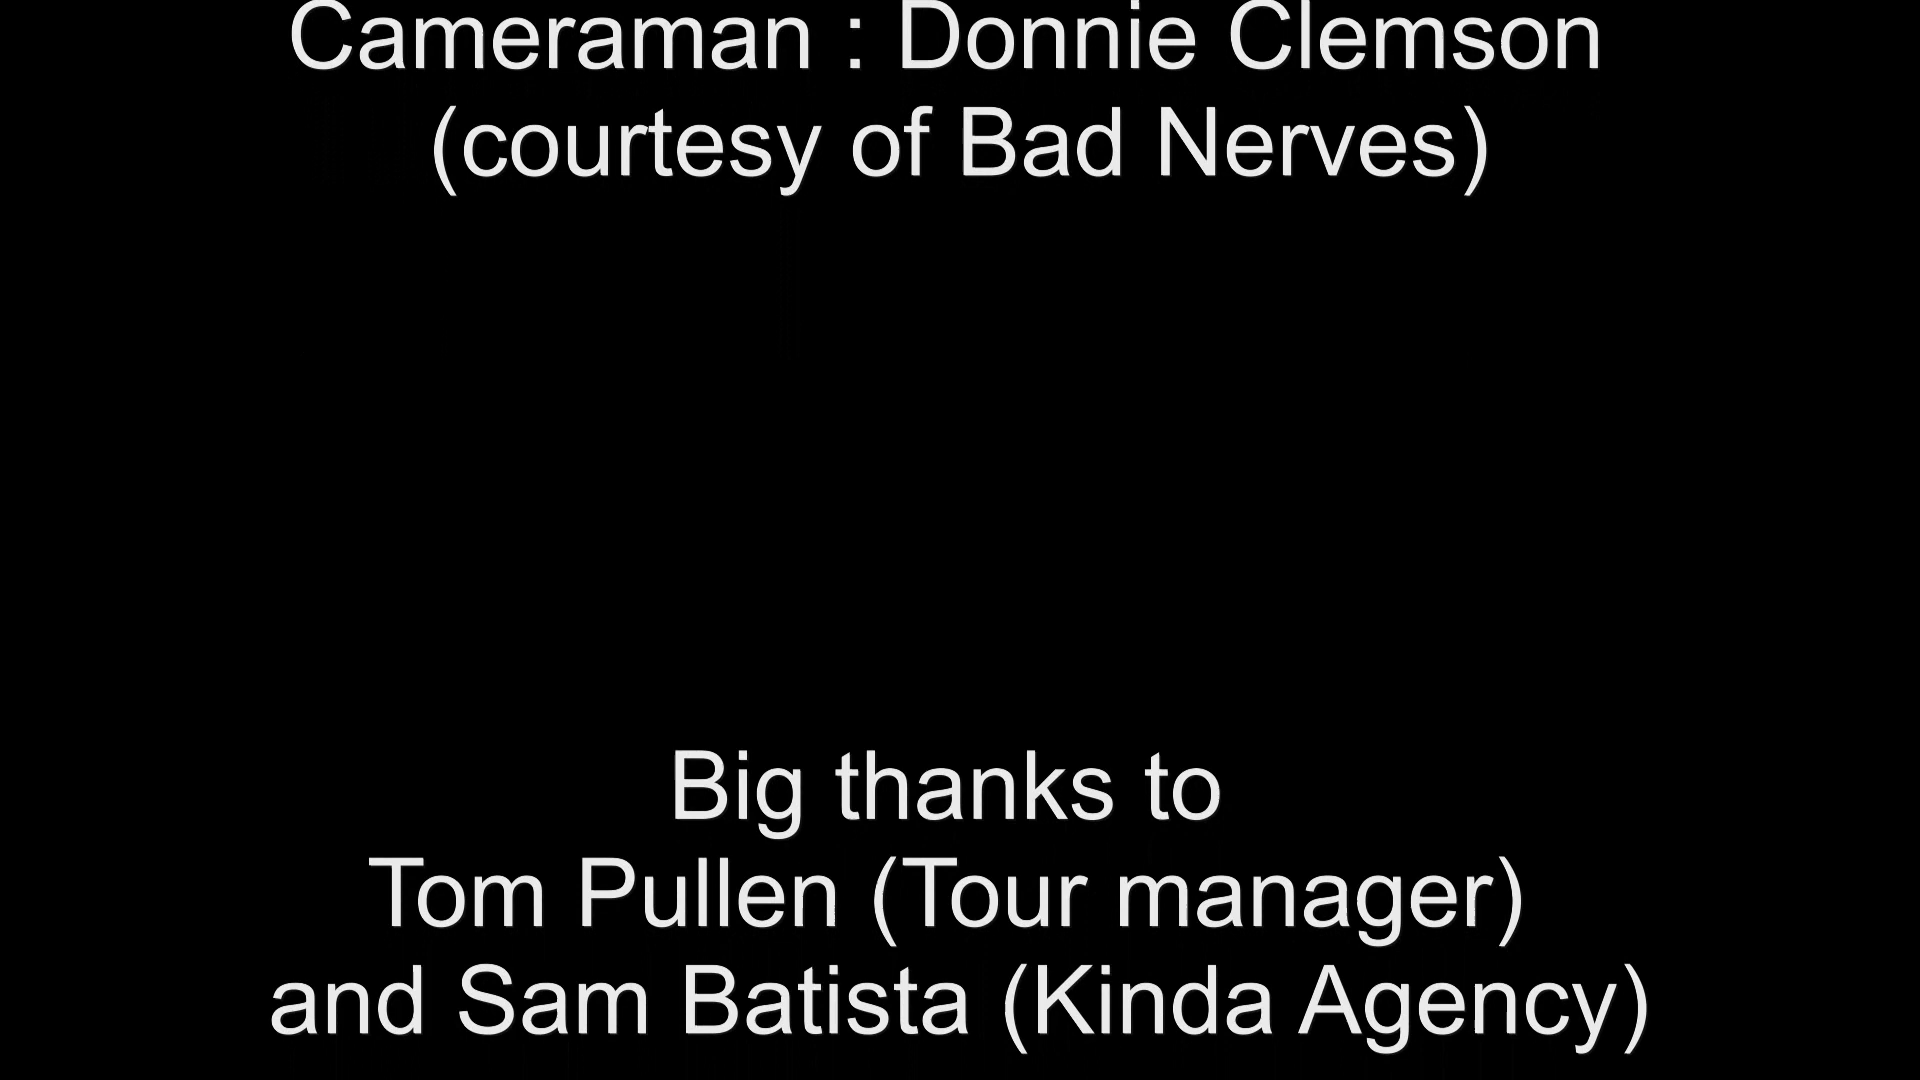 Cameraman : Donnie Clemson
(courtesy of Bad Nerves)
Big thanks to
Tom Pullen (Tour manager)
and Sam Batista (Kinda Agency)